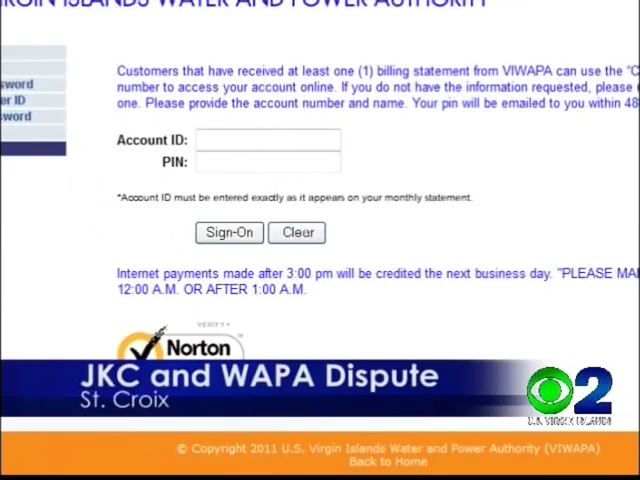 VIRGIN ISLANDS WATER AND POWER AUTHORITY
Customers that have received at least one (1) billing statement from VIWAPA can use the "C
number to access your account online. If you do not have the information requested, please
one. Please provide the account number and name. Your pin will be emailed to you within 48
sword
er ID
sword
Account ID:
PIN:
*Account ID must be entered exactly as it appears on your monthly statement.
Sign-On
Clear
Internet payments made after 3:00 pm will be credited the next business day. "PLEASE MA
12:00 A.M. OR AFTER 1:00 A.M.
VERIFY▸
Norton
™
JKC and WAPA Dispute
St. Croix
2
U.S. VIRGIN ISLANDS
© Copyright 2011 U.S. Virgin Islands Water and Power Authority (VIWAPA)
Back to Home